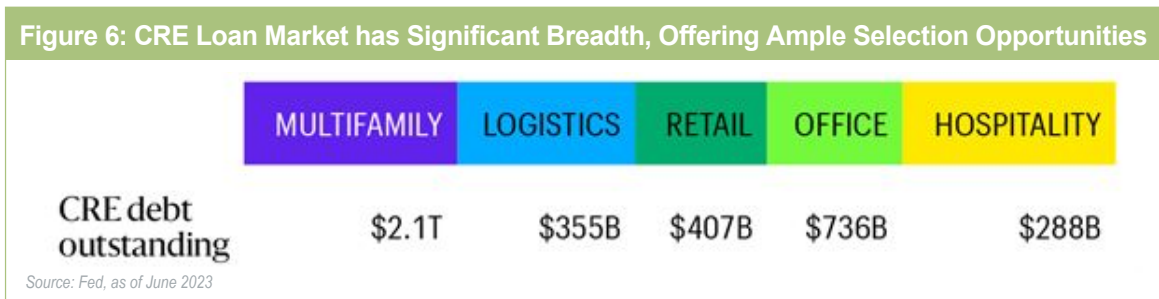 Figure 6: CRE Loan Market has Significant Breadth, Offering Ample Selection Opportunities
MULTIFAMILY LOGISTICS RETAIL OFFICE HOSPITALITY
CRE debt
outstanding
$2.1T $355B $407B $736B $288B
Source: Fed, as of June 2023